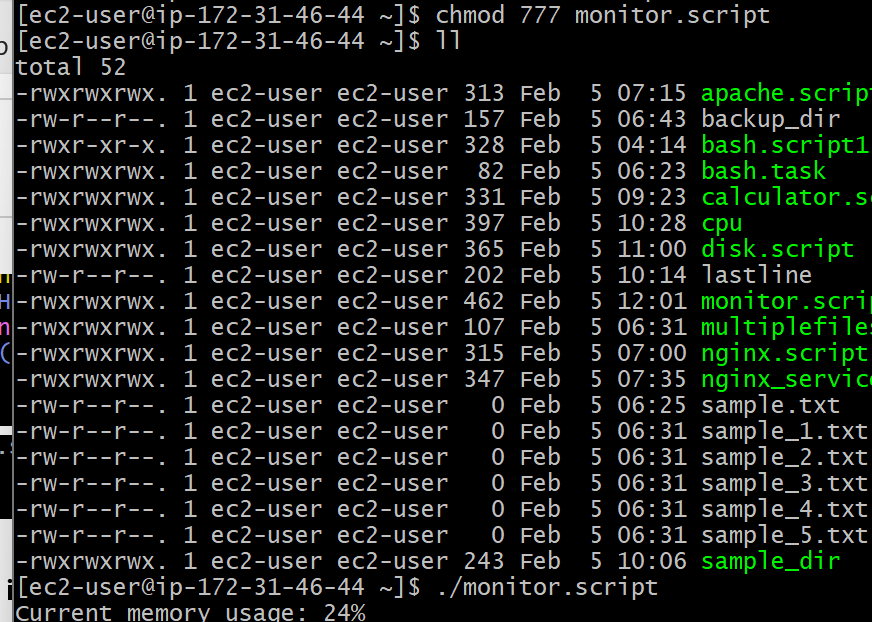 [ec2-user@ip-172-31-46-44 ~]$ chmod 777 monitor.script
[ec2-user@ip-172-31-46-44 ~]$ ll
total 52
-rwxrwxrwx. 1 ec2-user ec2-user 313 Feb 5 07:15 apache.script
-rw-r--r--. 1 ec2-user ec2-user 157 Feb 5 06:43 backup_dir
-rwxr-xr-x. 1 ec2-user ec2-user 328 Feb 5 04:14 bash.script1
-rwxrwxrwx. 1 ec2-user ec2-user 82 Feb 5 06:23 bash.task
-rwxrwxrwx. 1 ec2-user ec2-user 331 Feb 5 09:23 calculator.s
-rwxrwxrwx. 1 ec2-user ec2-user 397 Feb 5 10:28 cpu
-rwxrwxrwx. 1 ec2-user ec2-user 365 Feb 5 11:00 disk.script
-rw-r--r--. 1 ec2-user ec2-user 202 Feb 5 10:14 lastline
-rwxrwxrwx. 1 ec2-user ec2-user 462 Feb 5 12:01 monitor.scrip
-rwxrwxrwx. 1 ec2-user ec2-user 107 Feb 5 06:31 multiplefiles
-rwxrwxrwx. 1 ec2-user ec2-user 315 Feb 5 07:00 nginx.script
-rwxrwxrwx. 1 ec2-user ec2-user 347 Feb 5 07:35 nginx_service
-rw-r--r--. 1 ec2-user ec2-user 0 Feb 5 06:25 sample.txt
-rw-r--r--. 1 ec2-user ec2-user 0 Feb 5 06:31 sample_1.txt
-rw-r--r--. 1 ec2-user ec2-user 0 Feb 5 06:31 sample_2.txt
-rw-r--r--. 1 ec2-user ec2-user 0 Feb 5 06:31 sample_3.txt
-rw-r--r--. 1 ec2-user ec2-user 0 Feb 5 06:31 sample_4.txt
-rw-r--r--. 1 ec2-user ec2-user 0 Feb 5 06:31 sample_5.txt
-rwxrwxrwx. 1 ec2-user ec2-user 243 Feb 5 10:06 sample_dir
[ec2-user@ip-172-31-46-44 ~]$ ./monitor.script
Current memory usage: 24%